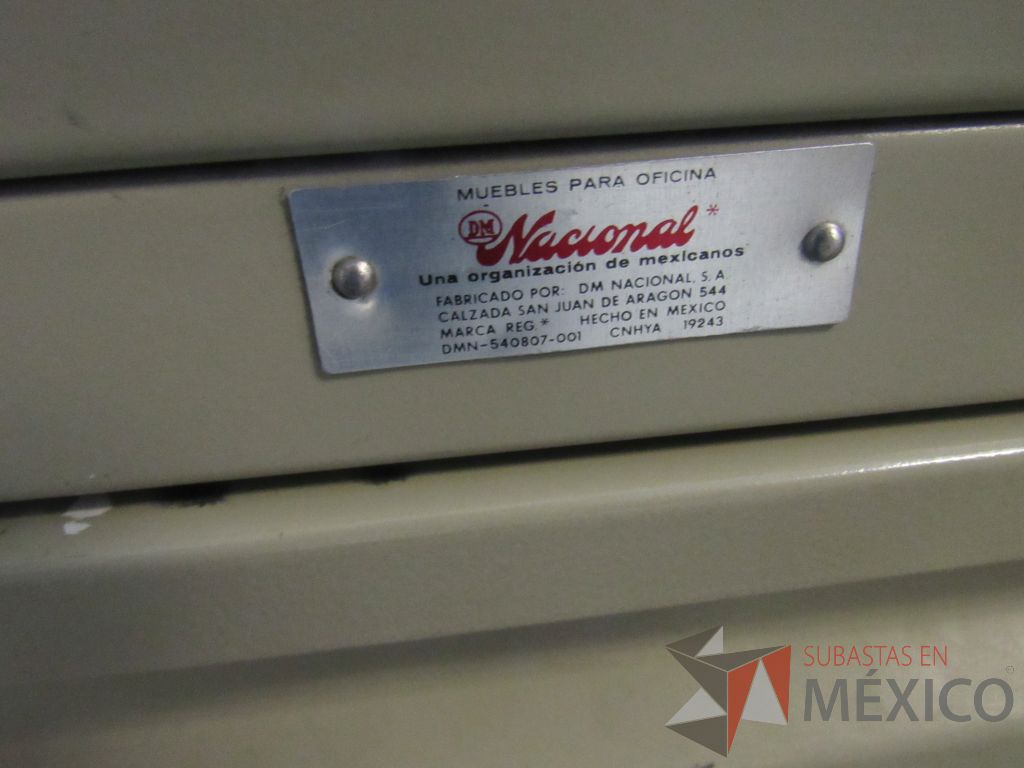 MUEBLES PARA OFICINA
DM Nacional*
Una organización de mexicanos
FABRICADO POR: DM NACIONAL, S.A.
CALZADA SAN JUAN DE ARAGON 544
MARCA REG.* HECHO EN MEXICO
DMN-540807-001 CNHYA 19243
SUBASTAS EN
MÉXICO